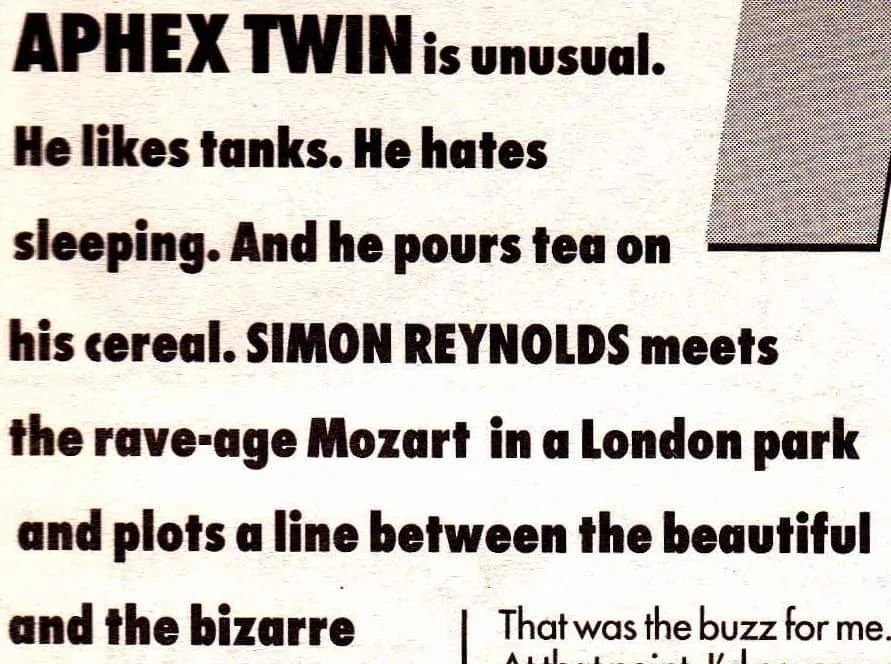 APHEX TWIN is unusual.
He likes tanks. He hates
sleeping. And he pours tea on
his cereal. SIMON REYNOLDS meets
the rave-age Mozart in a London park
and plots a line between the beautiful
and the bizarre
That was the buzz for me.